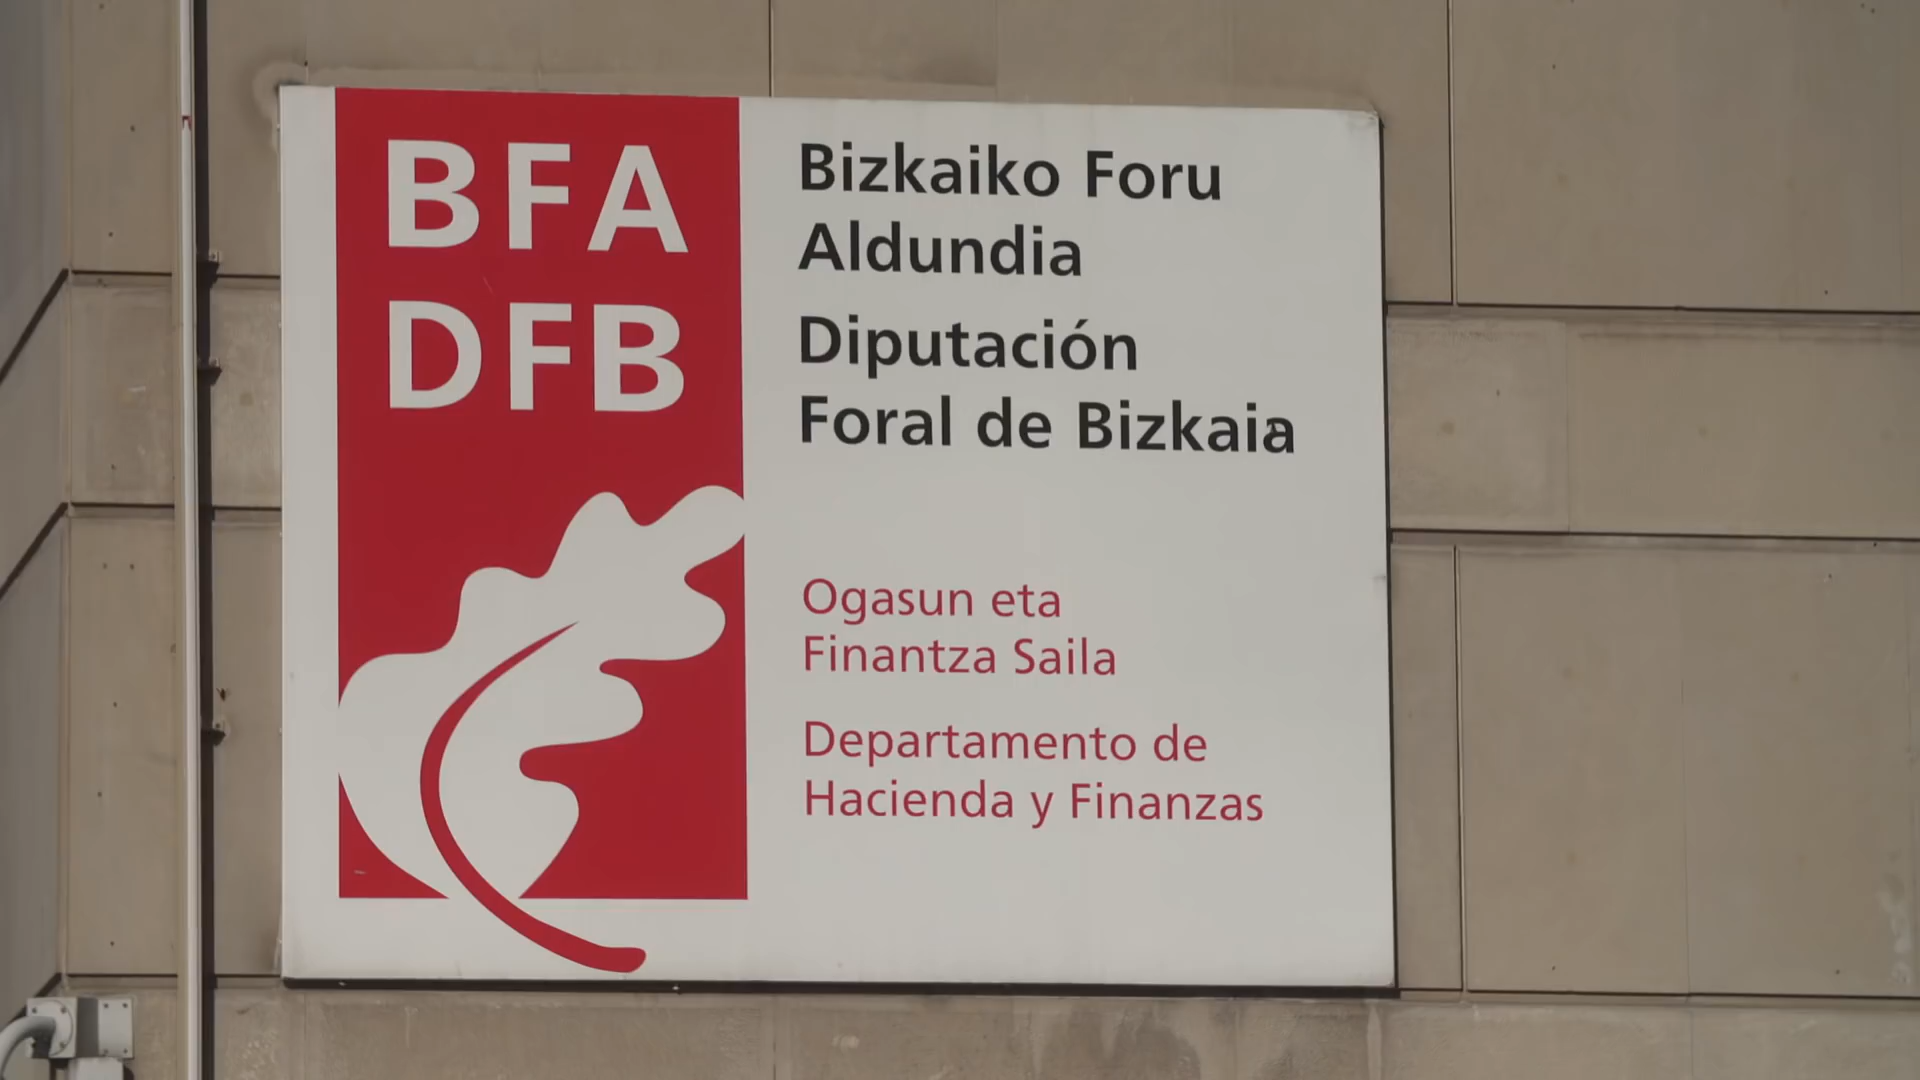 BFA
DFB
Bizkaiko Foru
Aldundia
Diputación
Foral de Bizkaia
Ogasun eta
Finantza Saila
Departamento de
Hacienda y Finanzas